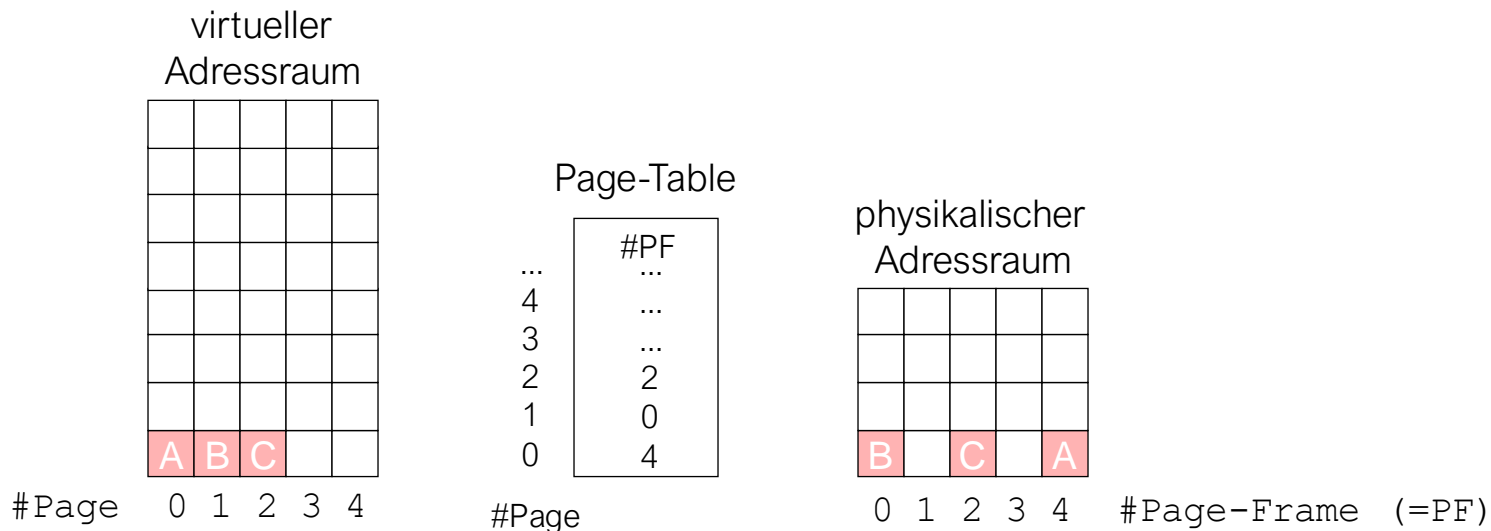 virtueller
Adressraum
A B C
#Page 0 1 2 3 4
Page-Table
#PF
... ...
4 ...
3 ...
2 2
1 0
0 4
#Page
physikalischer
Adressraum
B C A
0 1 2 3 4 #Page-Frame (=PF)